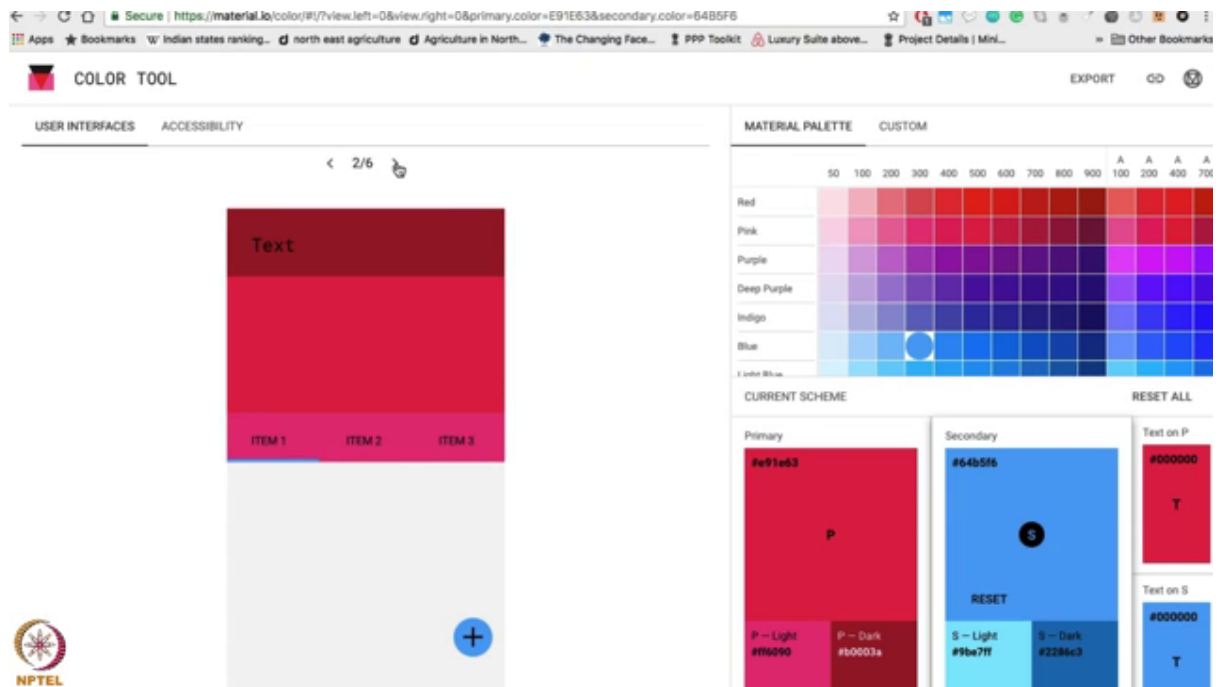 Secure | https://material.io/color/#!/?view.left=0&view.right=0&primary.color=E91E63&secondary.color=64B5F6
Apps Bookmarks Indian states ranking... north east agriculture Agriculture in North... The Changing Face... PPP Toolkit Luxury Suite above... Project Details | Mini... » Other Bookmarks
COLOR TOOL EXPORT
USER INTERFACES ACCESSIBILITY MATERIAL PALETTE CUSTOM
< 2/6 >
A A A A
50 100 200 300 400 500 600 700 800 900 100 200 400 700
Red
Pink
Purple
Deep Purple
Indigo
Blue
Light Blue
Text
ITEM 1 ITEM 2 ITEM 3
+
CURRENT SCHEME RESET ALL
Primary Secondary Text on P
#e91e63 #64b5f6 #000000
T
P S
RESET Text on S
#000000
P – Light P – Dark S – Light S – Dark
#ff6090 #b0003a #9be7ff #2286c3
T
NPTEL